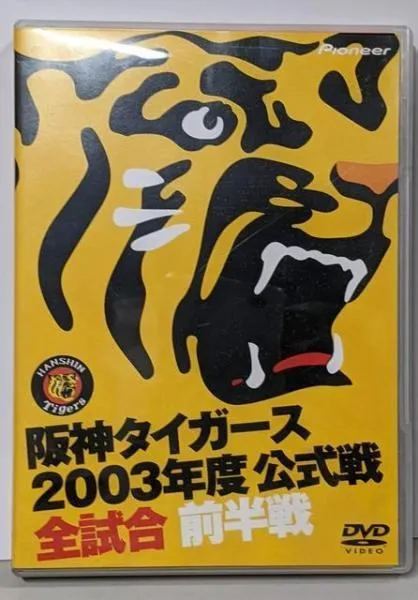 Pioneer
HANSHIN
Tigers
阪神タイガース
2003年度 公式戦
全試合 前半戦
DVD
VIDEO